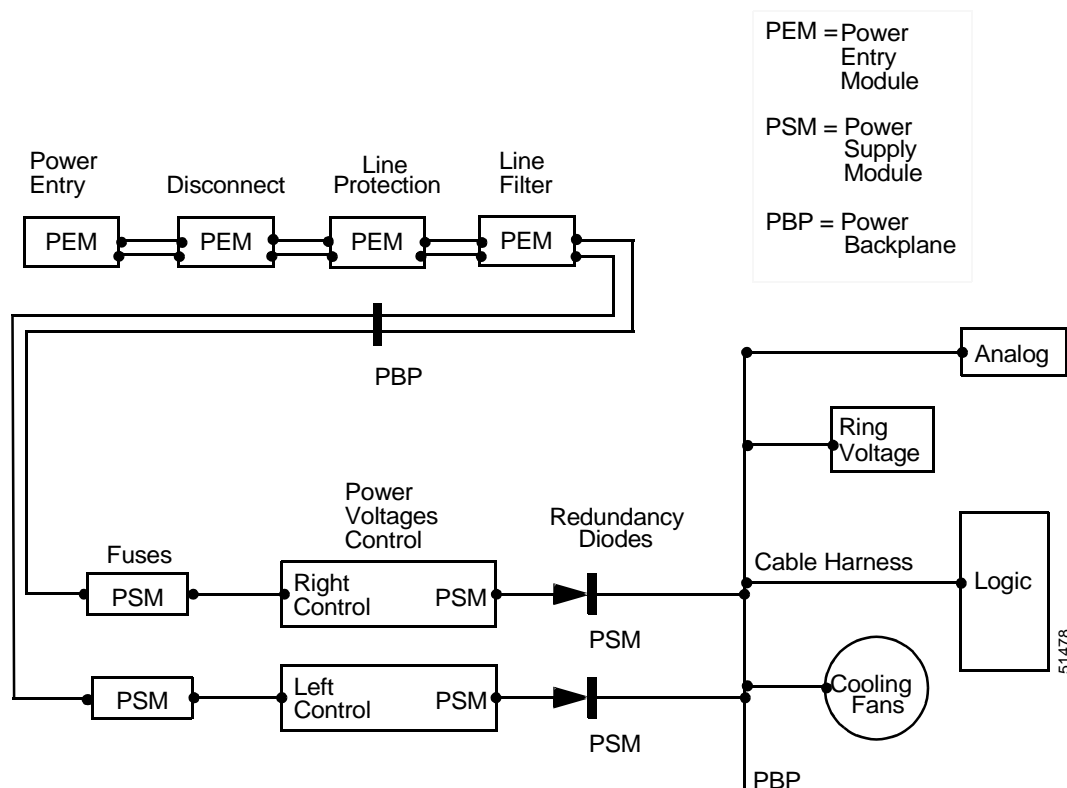 PEM = Power
Entry
Module
PSM = Power
Supply
Module
PBP = Power
Backplane
Power
Entry
Disconnect
Line
Protection
Line
Filter
PEM
PEM
PEM
PEM
PBP
Analog
Ring
Voltage
Power
Voltages
Control
Redundancy
Diodes
Fuses
Cable Harness
PSM
Right
Control
PSM
PSM
Logic
PSM
Left
Control
PSM
PSM
Cooling
Fans
PBP
51478